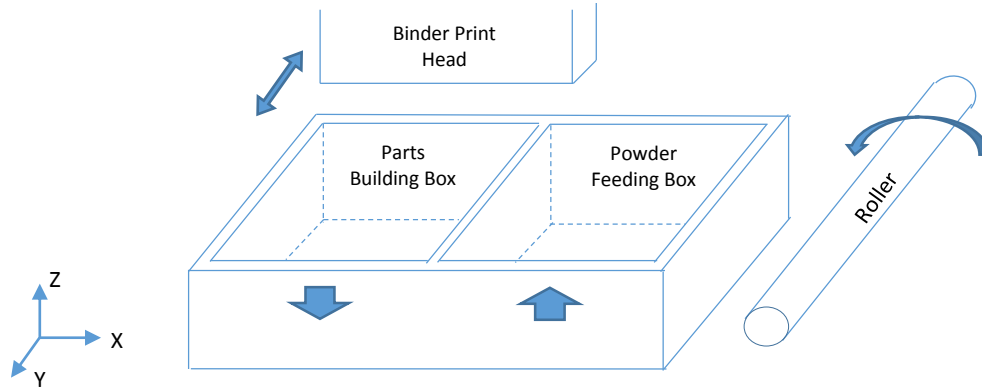 Binder Print
Head
Parts
Building Box
Powder
Feeding Box
Roller
Z
X
Y